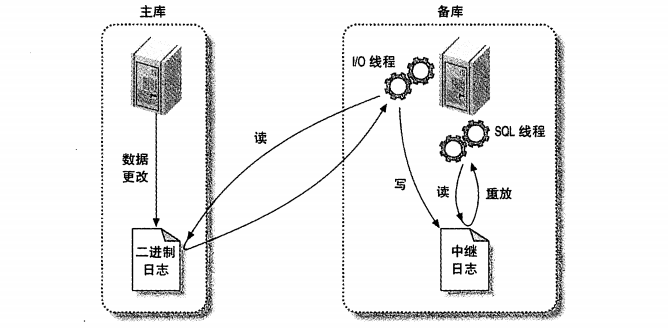 主库
备库
I/O 线程
SQL 线程
读
数据
更改
写
读
重放
二进制
日志
中继
日志